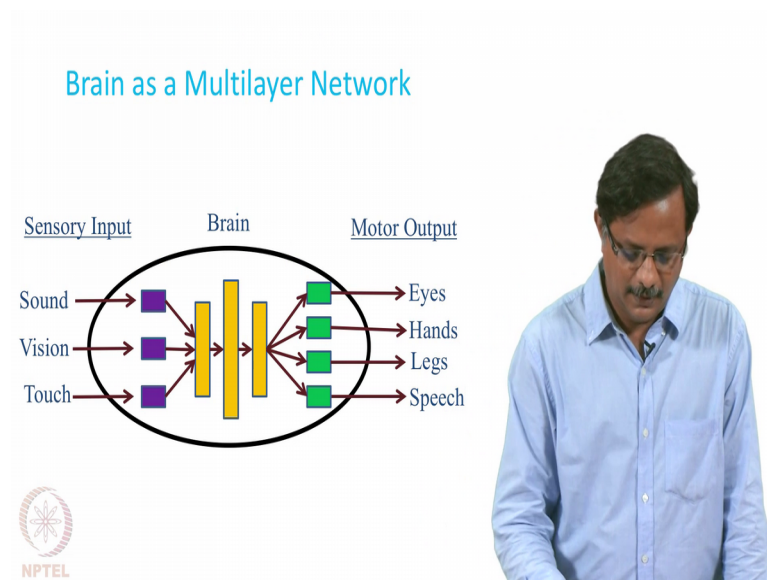 Brain as a Multilayer Network
Sensory Input
Brain
Motor Output
Sound
Vision
Touch
Eyes
Hands
Legs
Speech
NPTEL